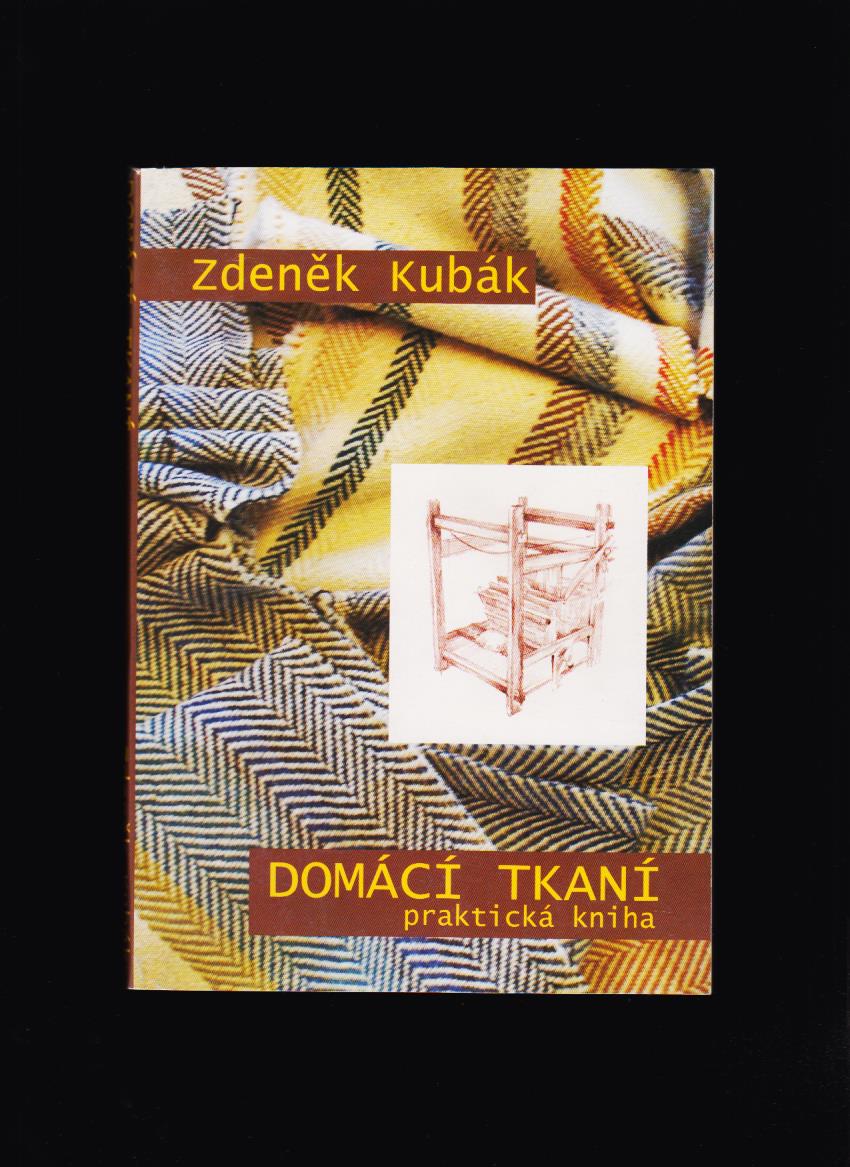 Zdeněk Kubák
DOMÁCÍ TKANÍ
praktická kniha